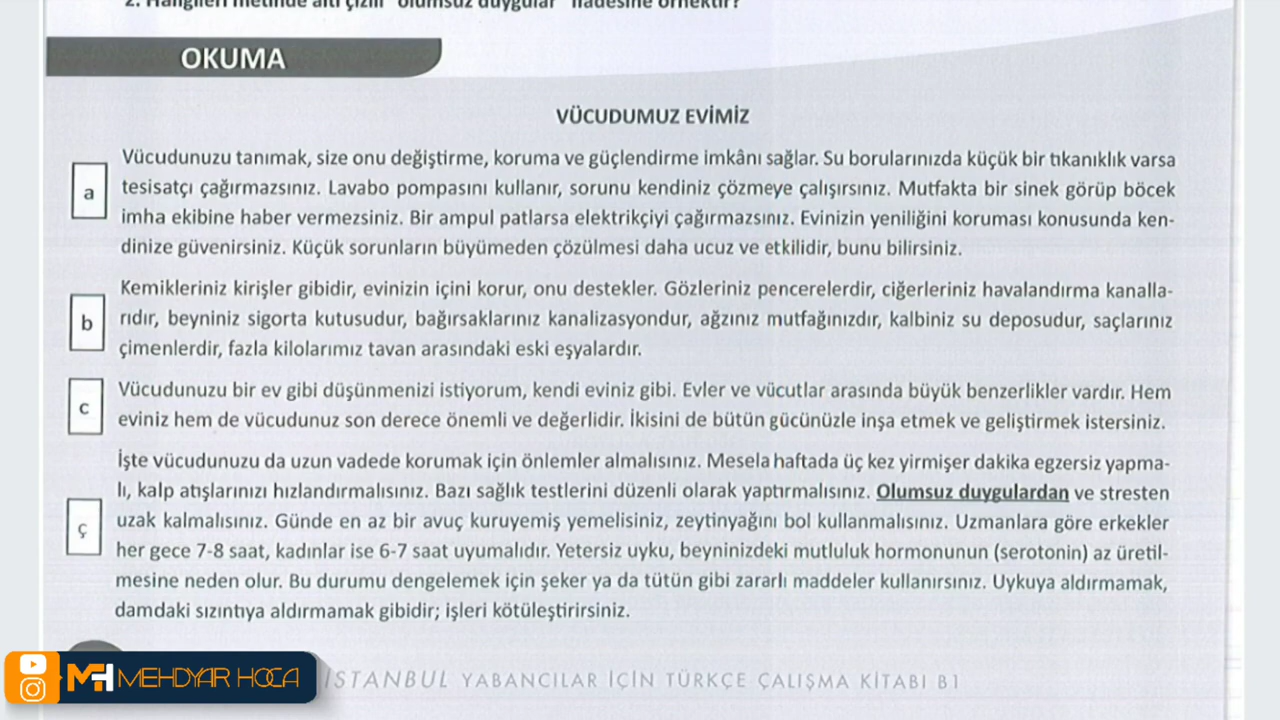 2. Hangileri metinde altı çizili "olumsuz duygular" ifadesine örnektir?
OKUMA
VÜCUDUMUZ EVİMİZ
a
Vücudunuzu tanımak, size onu değiştirme, koruma ve güçlendirme imkânı sağlar. Su borularınızda küçük bir tıkanıklık varsa
tesisatçı çağırmazsınız. Lavabo pompasını kullanır, sorunu kendiniz çözmeye çalışırsınız. Mutfakta bir sinek görüp böcek
imha ekibine haber vermezsiniz. Bir ampul patlarsa elektrikçiyi çağırmazsınız. Evinizin yeniliğini koruması konusunda ken-
dinize güvenirsiniz. Küçük sorunların büyümeden çözülmesi daha ucuz ve etkilidir, bunu bilirsiniz.
b
Kemikleriniz kirişler gibidir, evinizin içini korur, onu destekler. Gözleriniz pencerelerdir, ciğerleriniz havalandırma kanalla-
rıdır, beyniniz sigorta kutusudur, bağırsaklarınız kanalizasyondur, ağzınız mutfağınızdır, kalbiniz su deposudur, saçlarınız
çimenlerdir, fazla kilolarımız tavan arasındaki eski eşyalardır.
c
Vücudunuzu bir ev gibi düşünmenizi istiyorum, kendi eviniz gibi. Evler ve vücutlar arasında büyük benzerlikler vardır. Hem
eviniz hem de vücudunuz son derece önemli ve değerlidir. İkisini de bütün gücünüzle inşa etmek ve geliştirmek istersiniz.
ç
İşte vücudunuzu da uzun vadede korumak için önlemler almalısınız. Mesela haftada üç kez yirmişer dakika egzersiz yapma-
lı, kalp atışlarınızı hızlandırmalısınız. Bazı sağlık testlerini düzenli olarak yaptırmalısınız. Olumsuz duygulardan ve stresten
uzak kalmalısınız. Günde en az bir avuç kuruyemiş yemelisiniz, zeytinyağını bol kullanmalısınız. Uzmanlara göre erkekler
her gece 7-8 saat, kadınlar ise 6-7 saat uyumalıdır. Yetersiz uyku, beyninizdeki mutluluk hormonunun (serotonin) az üretil-
mesine neden olur. Bu durumu dengelemek için şeker ya da tütün gibi zararlı maddeler kullanırsınız. Uykuya aldırmamak,
damdaki sızıntıya aldırmamak gibidir; işleri kötüleştirirsiniz.
MH MEHDYAR HOCA
İSTANBUL YABANCILAR İÇİN TÜRKÇE ÇALIŞMA KİTABI B1